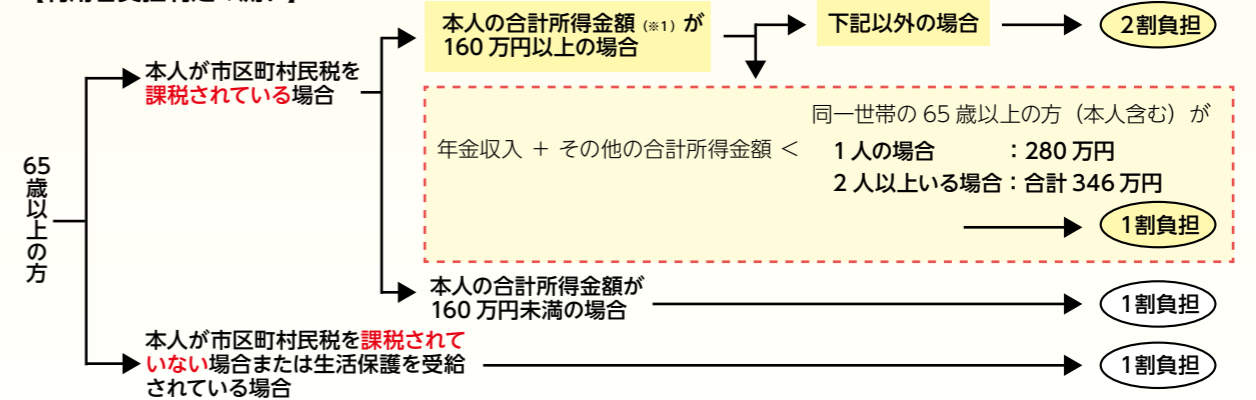 65歳以上の方
本人が市区町村民税を
課税されている場合
本人の合計所得金額（※1）が
160万円以上の場合
下記以外の場合
2割負担
同一世帯の65歳以上の方（本人含む）が
年金収入 ＋ その他の合計所得金額 ＜
1人の場合　　　：280万円
2人以上いる場合：合計346万円
1割負担
本人の合計所得金額が
160万円未満の場合
1割負担
本人が市区町村民税を課税されて
いない場合または生活保護を受給
されている場合
1割負担